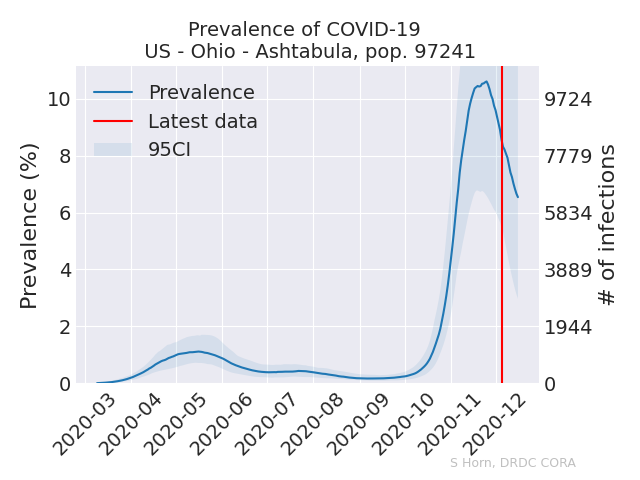 Prevalence of COVID-19
US - Ohio - Ashtabula, pop. 97241
Prevalence
Latest data
95CI
Prevalence (%)
10
8
6
4
2
0
9724
7779
5834
3889
1944
0
# of infections
2020-03
2020-04
2020-05
2020-06
2020-07
2020-08
2020-09
2020-10
2020-11
2020-12
S Horn, DRDC CORA